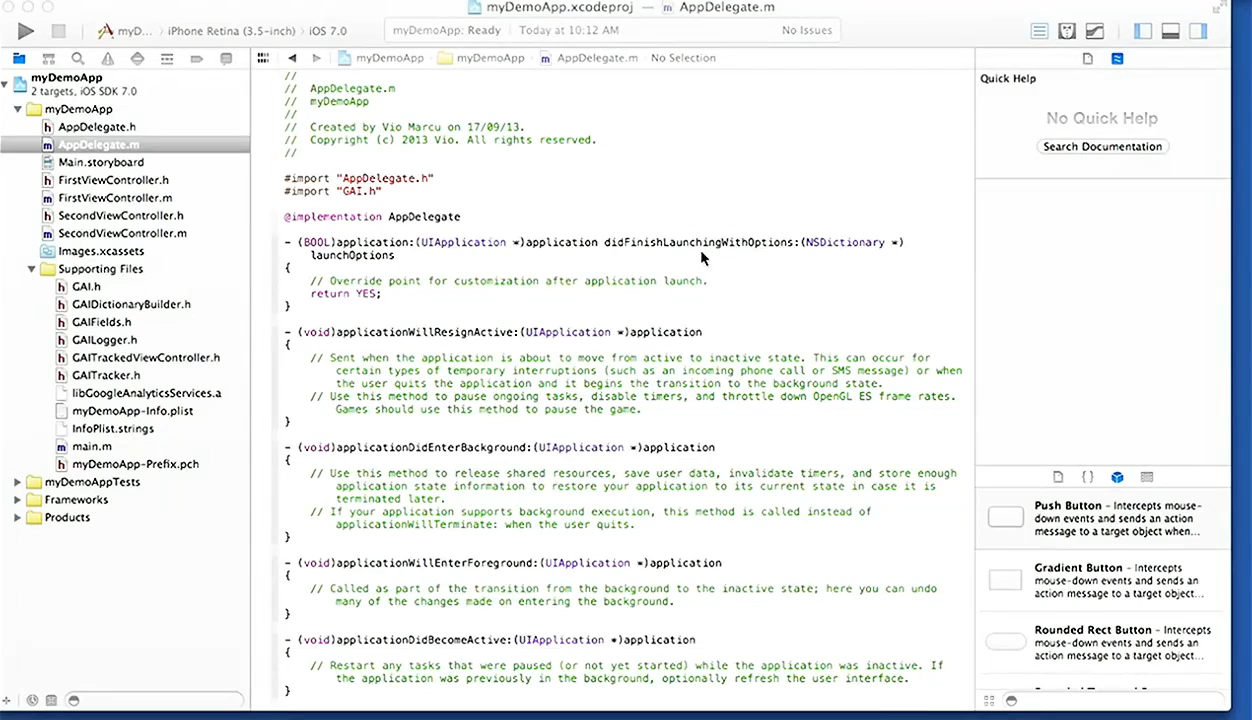 myDemoApp.xcodeproj — AppDelegate.m
myD... iPhone Retina (3.5-inch) iOS 7.0
myDemoApp: Ready Today at 10:12 AM No Issues
myDemoApp myDemoApp AppDelegate.m No Selection
myDemoApp
2 targets, iOS SDK 7.0
myDemoApp
AppDelegate.h
AppDelegate.m
Main.storyboard
FirstViewController.h
FirstViewController.m
SecondViewController.h
SecondViewController.m
Images.xcassets
Supporting Files
GAI.h
GAIDictionaryBuilder.h
GAIFields.h
GAILogger.h
GAITrackedViewController.h
GAITracker.h
libGoogleAnalyticsServices.a
myDemoApp-Info.plist
InfoPlist.strings
main.m
myDemoApp-Prefix.pch
myDemoAppTests
Frameworks
Products
//
// AppDelegate.m
// myDemoApp
//
// Created by Vio Marcu on 17/09/13.
// Copyright (c) 2013 Vio. All rights reserved.
//
#import "AppDelegate.h"
#import "GAI.h"
@implementation AppDelegate
- (BOOL)application:(UIApplication *)application didFinishLaunchingWithOptions:(NSDictionary *)
launchOptions
{
// Override point for customization after application launch.
return YES;
}
- (void)applicationWillResignActive:(UIApplication *)application
{
// Sent when the application is about to move from active to inactive state. This can occur for
certain types of temporary interruptions (such as an incoming phone call or SMS message) or when
the user quits the application and it begins the transition to the background state.
// Use this method to pause ongoing tasks, disable timers, and throttle down OpenGL ES frame rates.
Games should use this method to pause the game.
}
- (void)applicationDidEnterBackground:(UIApplication *)application
{
// Use this method to release shared resources, save user data, invalidate timers, and store enough
application state information to restore your application to its current state in case it is
terminated later.
// If your application supports background execution, this method is called instead of
applicationWillTerminate: when the user quits.
}
- (void)applicationWillEnterForeground:(UIApplication *)application
{
// Called as part of the transition from the background to the inactive state; here you can undo
many of the changes made on entering the background.
}
- (void)applicationDidBecomeActive:(UIApplication *)application
{
// Restart any tasks that were paused (or not yet started) while the application was inactive. If
the application was previously in the background, optionally refresh the user interface.
}
Quick Help
No Quick Help
Search Documentation
Push Button - Intercepts mouse-
down events and sends an action
message to a target object when...
Gradient Button - Intercepts
mouse-down events and sends an
action message to a target object...
Rounded Rect Button - Intercepts
mouse-down events and sends an
action message to a target object...